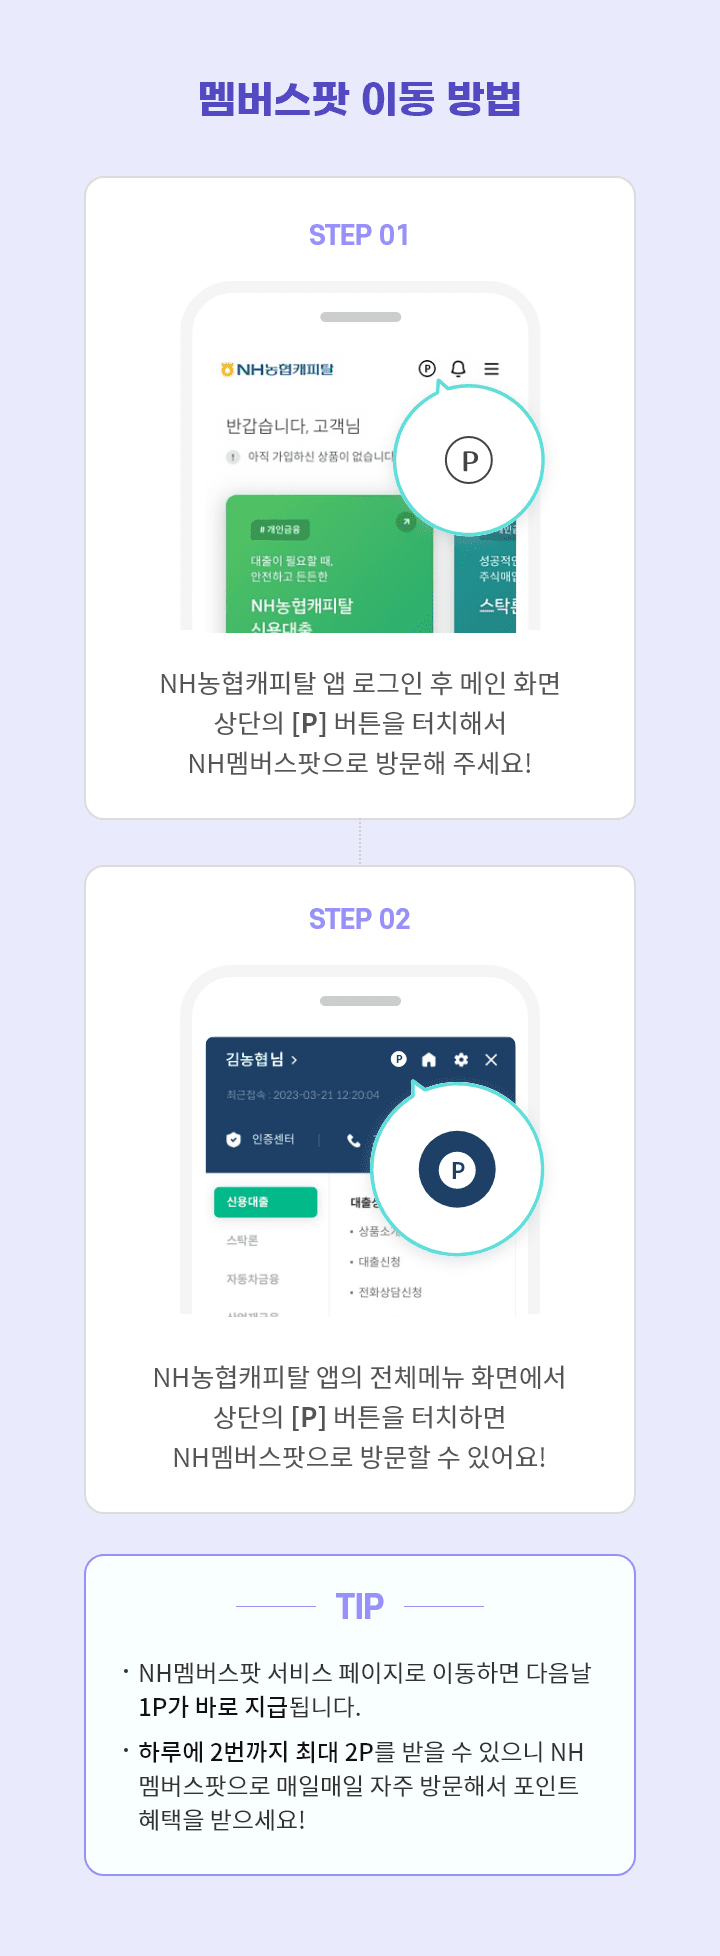 멤버스팟 이동 방법
STEP 01
NH농협캐피탈
P
반갑습니다, 고객님
! 아직 가입하신 상품이 없습니다
P
# 개인금융
대출이 필요할 때,
안전하고 든든한
NH농협캐피탈
신용대출
성공적인
주식매입
스탁론
NH농협캐피탈 앱 로그인 후 메인 화면
상단의 [P] 버튼을 터치해서
NH멤버스팟으로 방문해 주세요!
STEP 02
김농협님 >
P
최근접속 : 2023-03-21 12:20:04
인증센터
P
신용대출
대출상
스탁론
• 상품소개
• 대출신청
자동차금융
• 전화상담신청
NH농협캐피탈 앱의 전체메뉴 화면에서
상단의 [P] 버튼을 터치하면
NH멤버스팟으로 방문할 수 있어요!
TIP
· NH멤버스팟 서비스 페이지로 이동하면 다음날
1P가 바로 지급됩니다.
· 하루에 2번까지 최대 2P를 받을 수 있으니 NH
멤버스팟으로 매일매일 자주 방문해서 포인트
혜택을 받으세요!